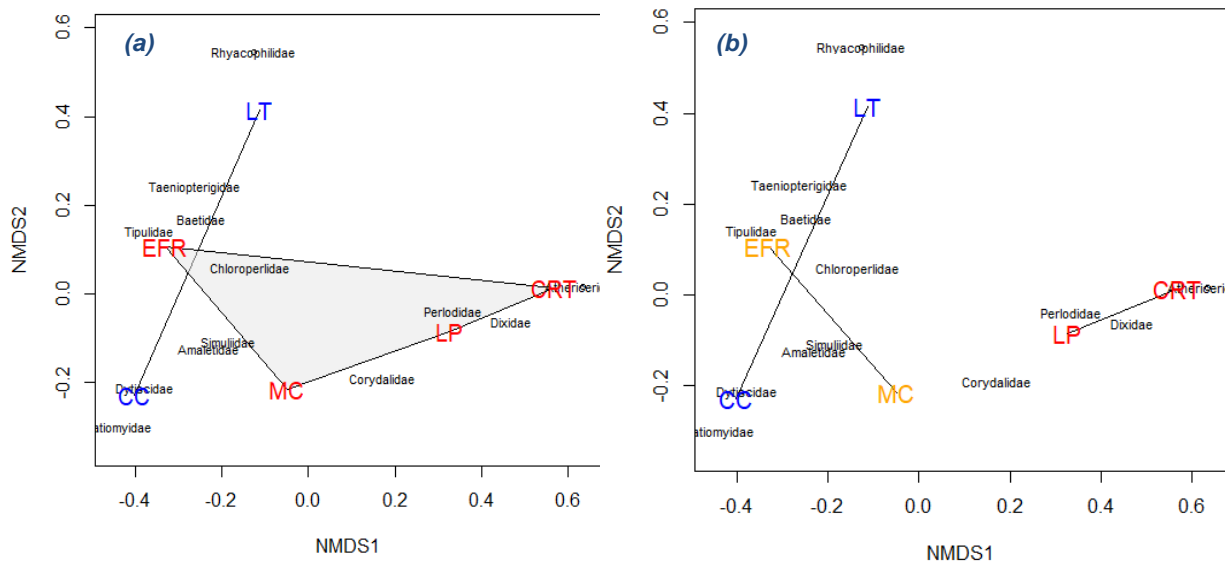 (a)
0.6
0.4
0.2
0.0
-0.2
NMDS2
Rhyacophilidae
LT
Taeniopterigidae
Baetidae
Tipulidae
EFR
Chloroperlidae
CRT
Perlodidae
Dixidae
LP
Simuliidae
Amaletidae
MC
Corydalidae
Dytiscidae
CC
atiomyidae
-0.4
-0.2
0.0
0.2
0.4
0.6
NMDS1
(b)
0.6
0.4
0.2
0.0
-0.2
NMDS2
Rhyacophilidae
LT
Taeniopterigidae
Baetidae
Tipulidae
EFR
Chloroperlidae
CRT
Perlodidae
Dixidae
LP
Simuliidae
Amaletidae
MC
Corydalidae
Dytiscidae
CC
atiomyidae
-0.4
-0.2
0.0
0.2
0.4
0.6
NMDS1